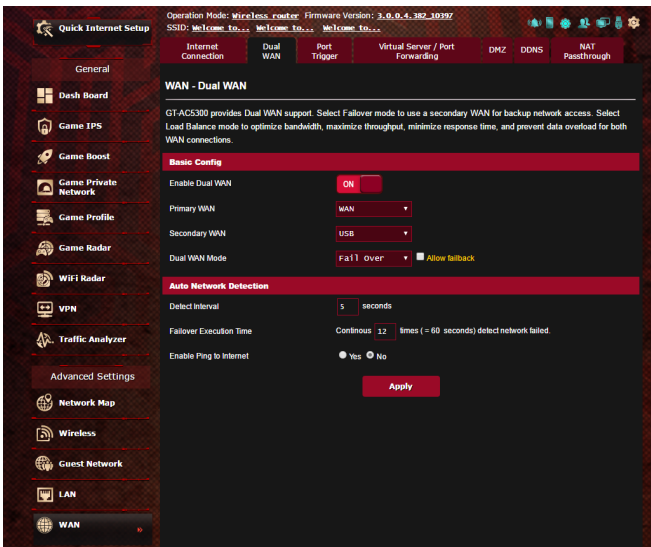 Quick Internet Setup
Operation Mode: Wireless router Firmware Version: 3.0.0.4.382_10397
SSID: Welcome to... Welcome to... Welcome to...
Internet Connection
Dual WAN
Port Trigger
Virtual Server / Port Forwarding
DMZ
DDNS
NAT Passthrough
General
Dash Board
Game IPS
Game Boost
Game Private Network
Game Profile
Game Radar
WiFi Radar
VPN
Traffic Analyzer
Advanced Settings
Network Map
Wireless
Guest Network
LAN
WAN
WAN - Dual WAN
GT-AC5300 provides Dual WAN support. Select Failover mode to use a secondary WAN for backup network access. Select
Load Balance mode to optimize bandwidth, maximize throughput, minimize response time, and prevent data overload for both
WAN connections.
Basic Config
Enable Dual WAN ON
Primary WAN WAN
Secondary WAN USB
Dual WAN Mode Fail Over Allow failback
Auto Network Detection
Detect Interval 5 seconds
Failover Execution Time Continous 12 times ( = 60 seconds) detect network failed.
Enable Ping to Internet Yes No
Apply